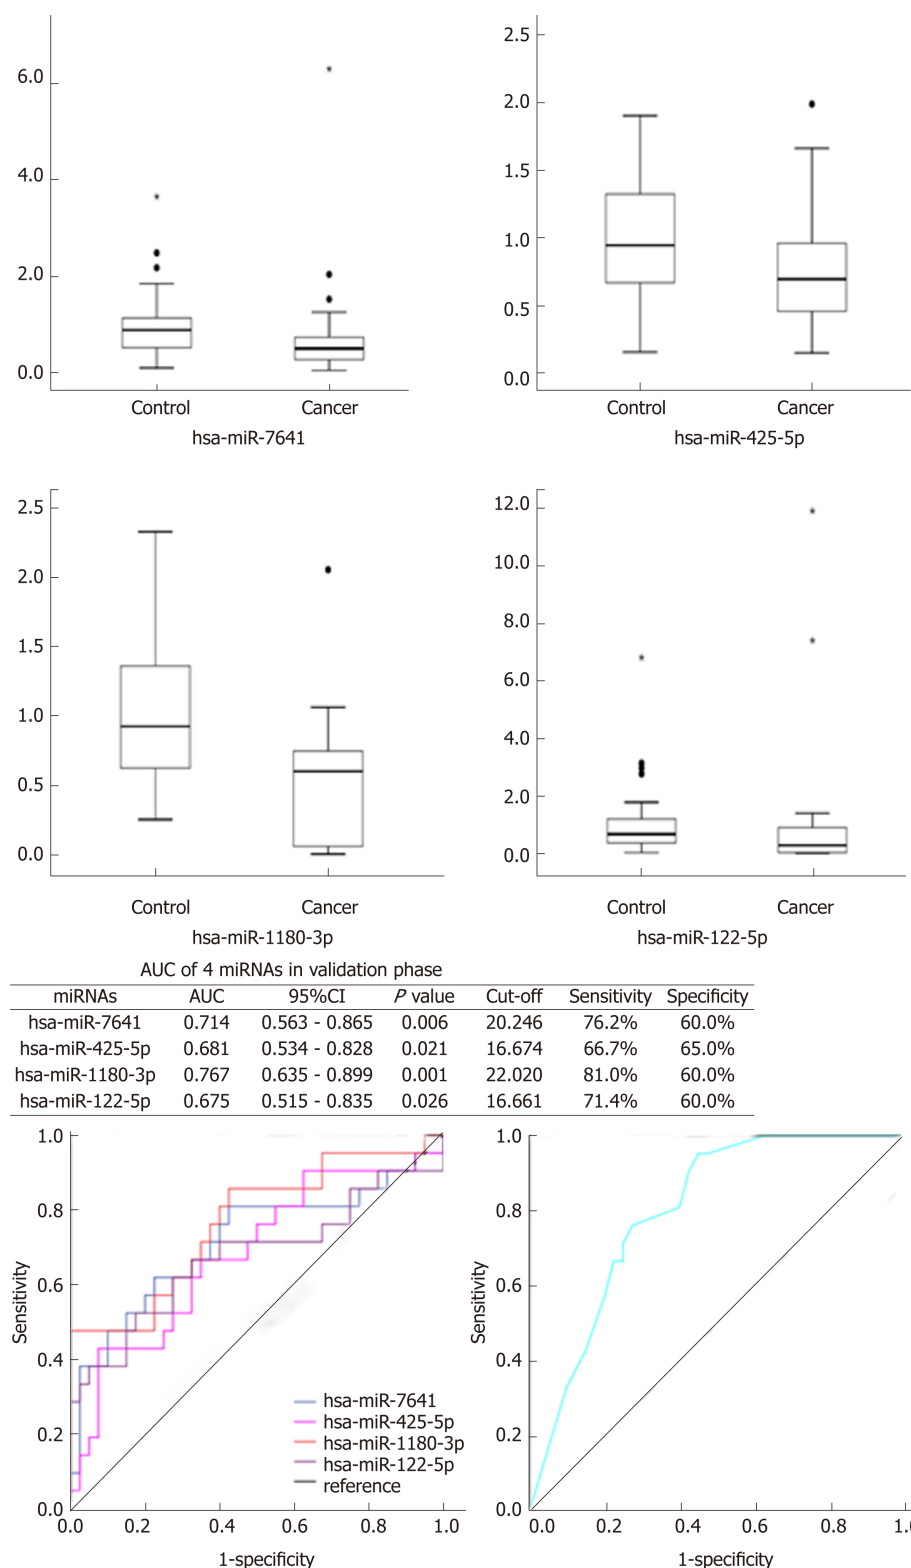 6.0
4.0
2.0
0.0
Control Cancer
hsa-miR-7641
2.5
2.0
1.5
1.0
0.5
0.0
Control Cancer
hsa-miR-425-5p
2.5
2.0
1.5
1.0
0.5
0.0
Control Cancer
hsa-miR-1180-3p
12.0
10.0
8.0
6.0
4.0
2.0
0.0
Control Cancer
hsa-miR-122-5p
AUC of 4 miRNAs in validation phase
miRNAs AUC 95%CI P value Cut-off Sensitivity Specificity
hsa-miR-7641 0.714 0.563 - 0.865 0.006 20.246 76.2% 60.0%
hsa-miR-425-5p 0.681 0.534 - 0.828 0.021 16.674 66.7% 65.0%
hsa-miR-1180-3p 0.767 0.635 - 0.899 0.001 22.020 81.0% 60.0%
hsa-miR-122-5p 0.675 0.515 - 0.835 0.026 16.661 71.4% 60.0%
1.0
0.8
0.6
0.4
0.2
0.0
Sensitivity
hsa-miR-7641
hsa-miR-425-5p
hsa-miR-1180-3p
hsa-miR-122-5p
reference
0.0 0.2 0.4 0.6 0.8 1.0
1-specificity
1.0
0.8
0.6
0.4
0.2
0.0
Sensitivity
0.0 0.2 0.4 0.6 0.8 1.0
1-specificity